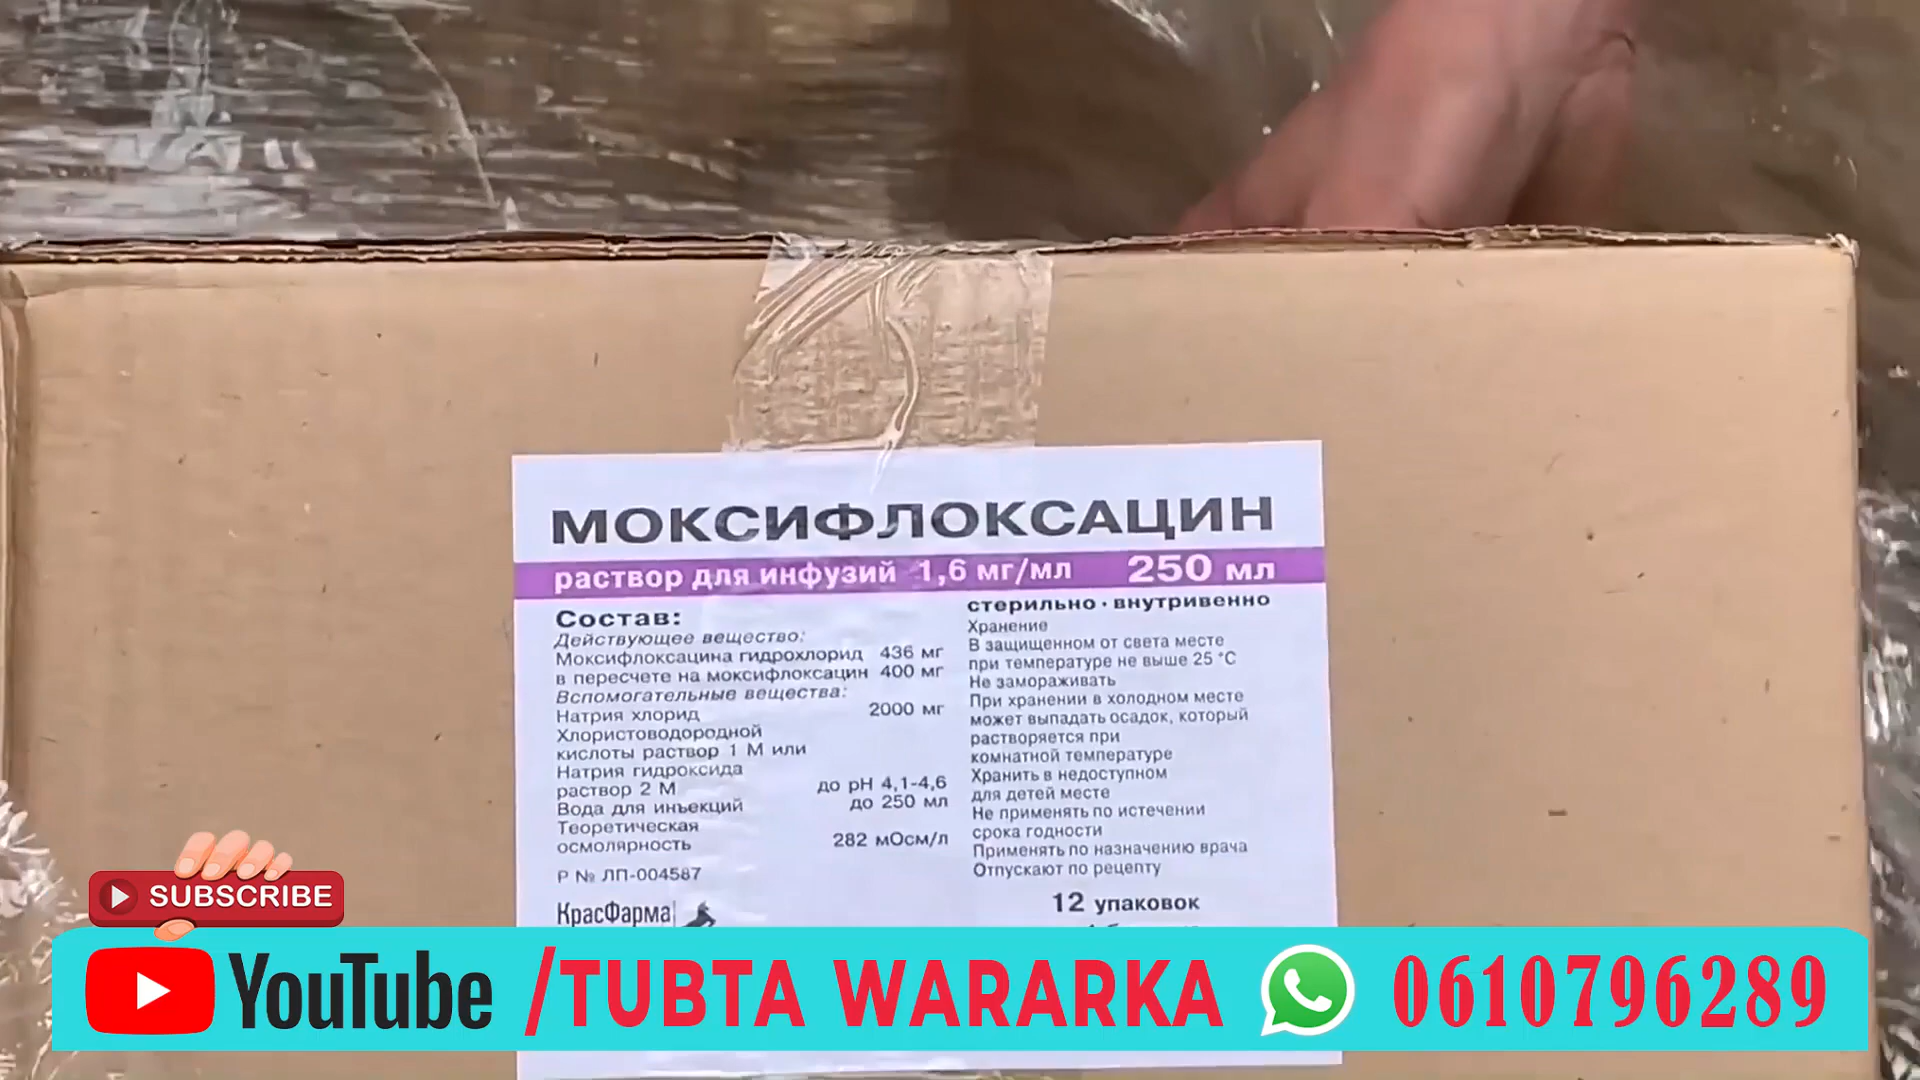 МОКСИФЛОКСАЦИН
раствор для инфузий 1,6 мг/мл 250 мл
Состав:
Действующее вещество:
Моксифлоксацина гидрохлорид 436 мг
в пересчете на моксифлоксацин 400 мг
Вспомогательные вещества:
Натрия хлорид 2000 мг
Хлористоводородной
кислоты раствор 1 М или
Натрия гидроксида
раствор 2 М до pH 4,1-4,6
Вода для инъекций до 250 мл
Теоретическая
осмолярность 282 мОсм/л
Р № ЛП-004587
КрасФарма
стерильно · внутривенно
Хранение
В защищенном от света месте
при температуре не выше 25 °С
Не замораживать
При хранении в холодном месте
может выпадать осадок, который
растворяется при
комнатной температуре
Хранить в недоступном
для детей месте
Не применять по истечении
срока годности
Применять по назначению врача
Отпускают по рецепту
12 упаковок
SUBSCRIBE
YouTube /TUBTA WARARKA 0610796289